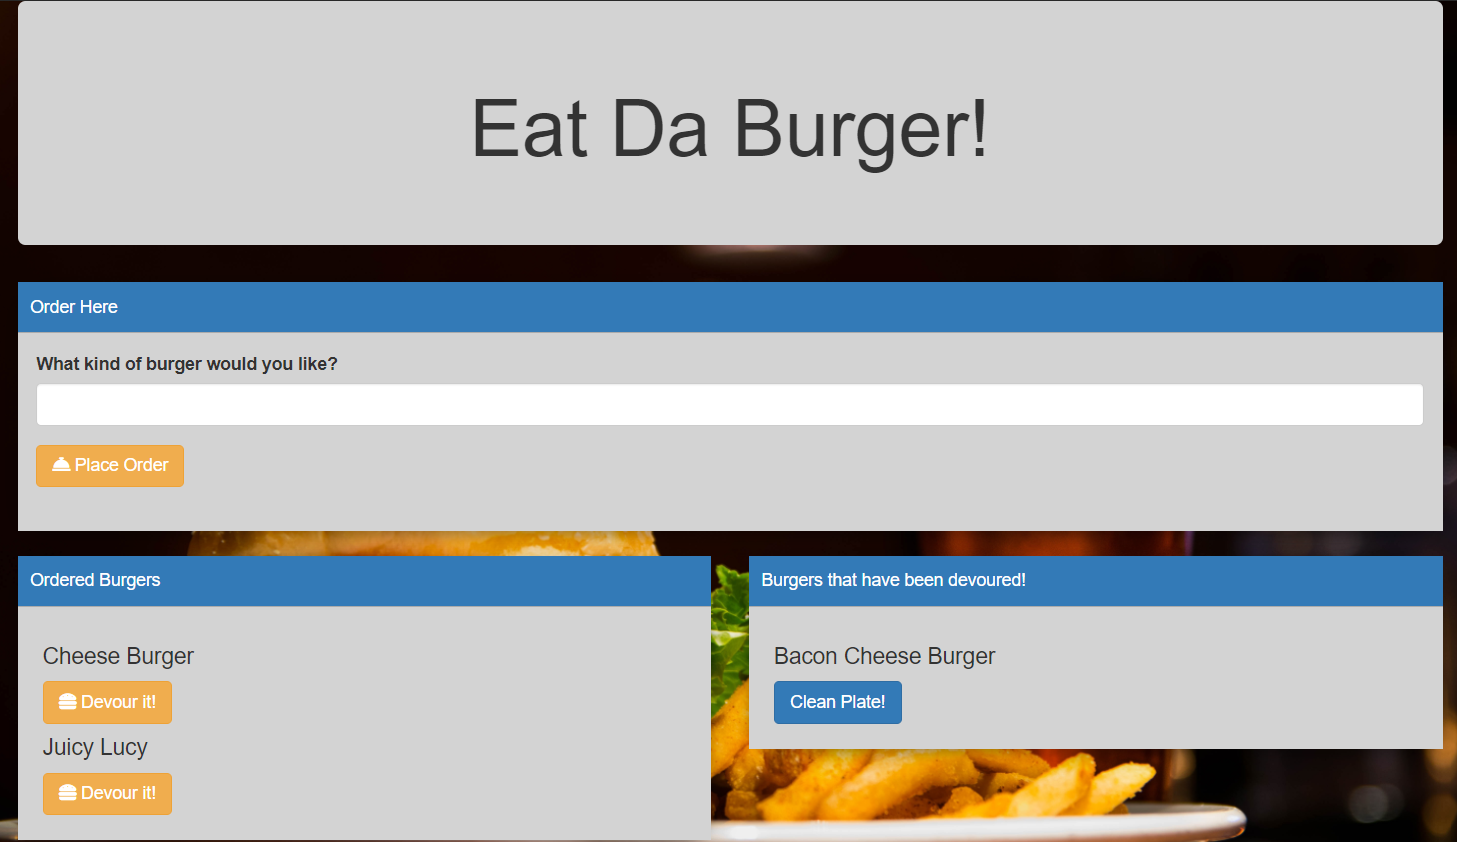 Eat Da Burger!
Order Here
What kind of burger would you like?
Place Order
Ordered Burgers
Cheese Burger
Devour it!
Juicy Lucy
Devour it!
Burgers that have been devoured!
Bacon Cheese Burger
Clean Plate!